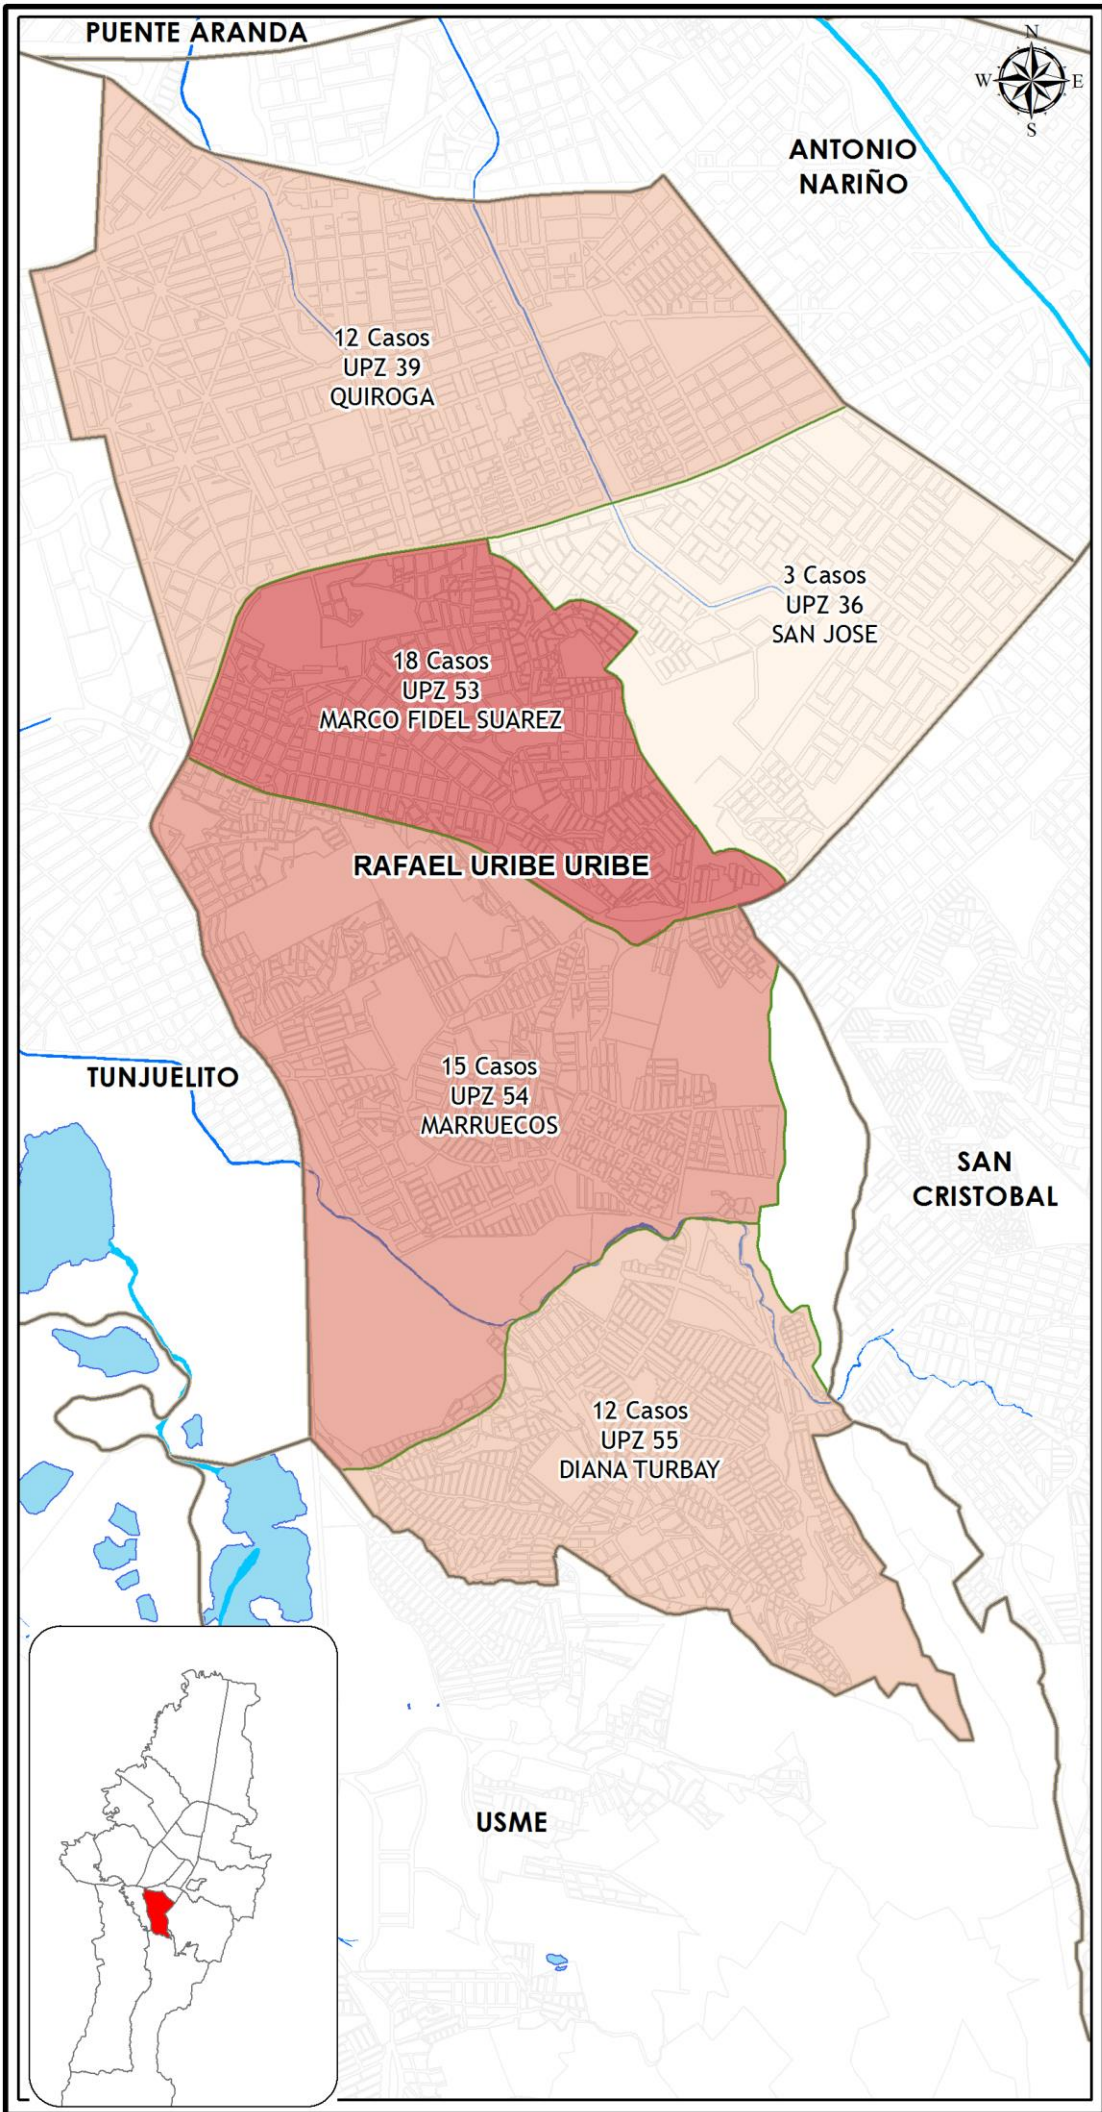 PUENTE ARANDA
N
W
E
S
ANTONIO
NARIÑO
12 Casos
UPZ 39
QUIROGA
3 Casos
UPZ 36
SAN JOSE
18 Casos
UPZ 53
MARCO FIDEL SUAREZ
RAFAEL URIBE URIBE
15 Casos
UPZ 54
MARRUECOS
TUNJUELITO
SAN
CRISTOBAL
12 Casos
UPZ 55
DIANA TURBAY
USME